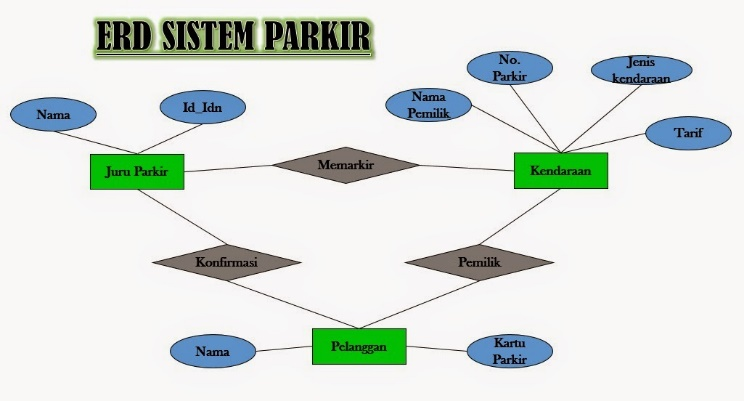 ERD SISTEM PARKIR
No.
Parkir
Jenis
kendaraan
Nama
Pemilik
Nama
Id_Idn
Tarif
Juru Parkir
Memarkir
Kendaraan
Konfirmasi
Pemilik
Nama
Pelanggan
Kartu
Parkir